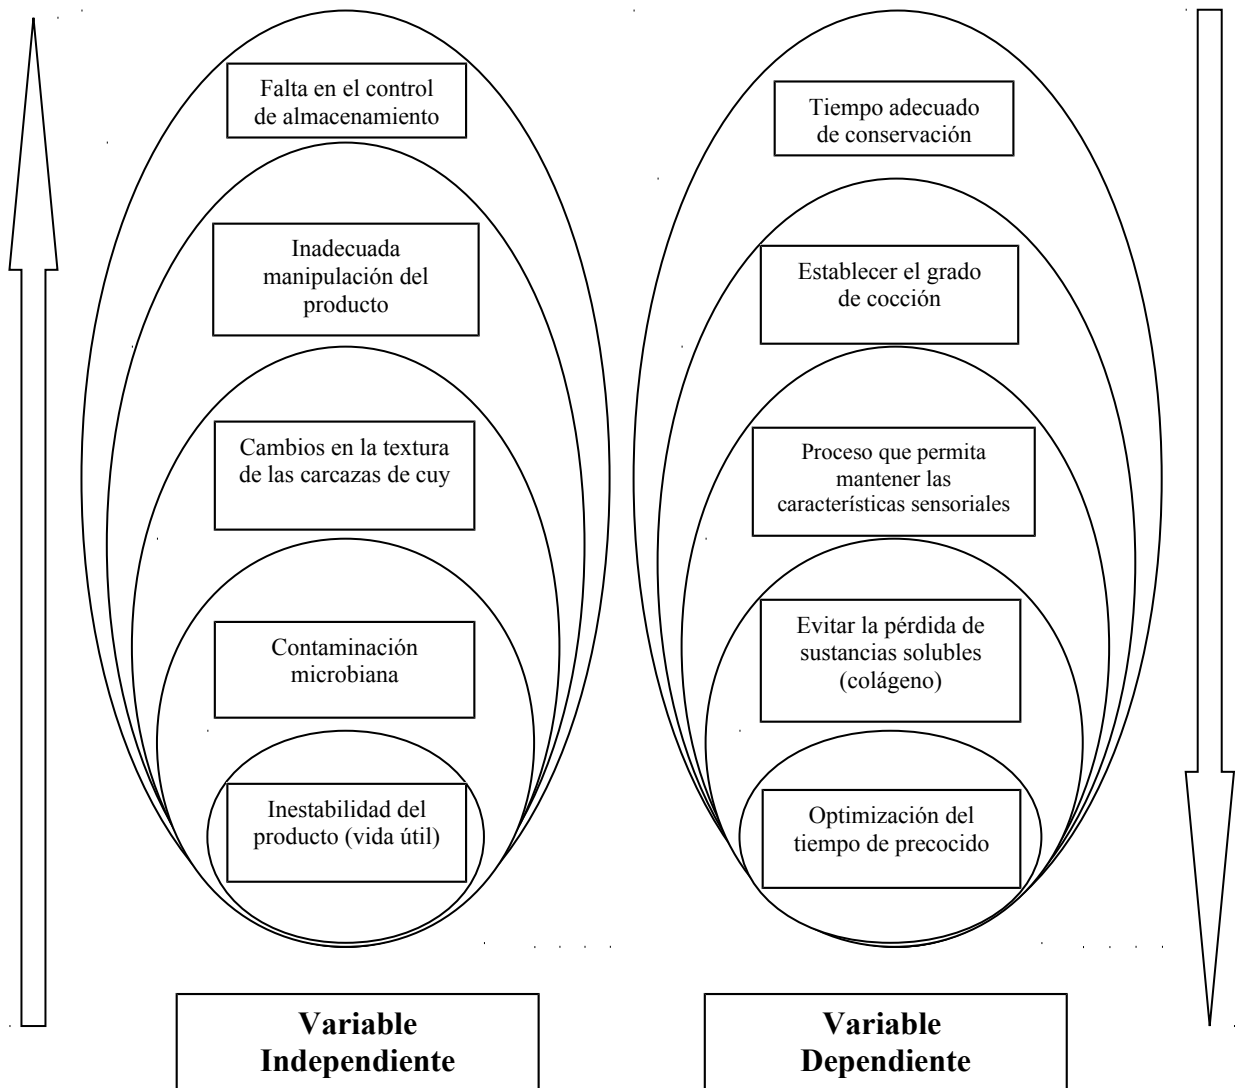 Falta en el control
de almacenamiento
Inadecuada
manipulación del
producto
Cambios en la textura
de las carcazas de cuy
Contaminación
microbiana
Inestabilidad del
producto (vida útil)
Variable
Independiente
Tiempo adecuado
de conservación
Establecer el grado
de cocción
Proceso que permita
mantener las
características sensoriales
Evitar la pérdida de
sustancias solubles
(colágeno)
Optimización del
tiempo de precocido
Variable
Dependiente